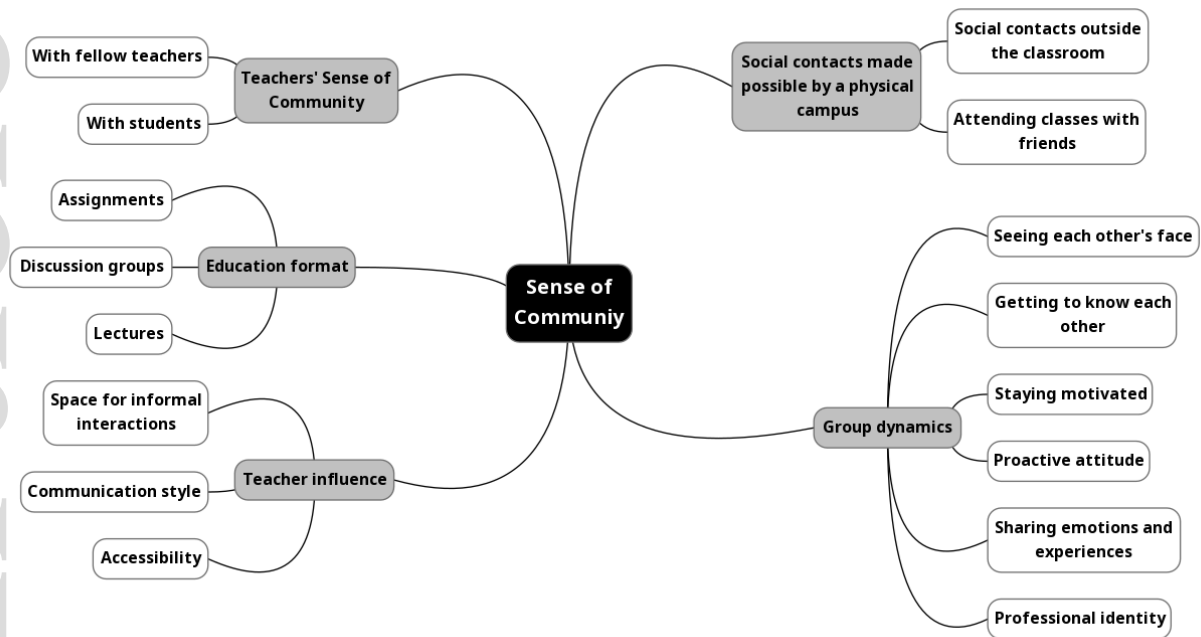 Sense of
Communiy
Teachers' Sense of
Community
With fellow teachers
With students
Education format
Assignments
Discussion groups
Lectures
Teacher influence
Space for informal
interactions
Communication style
Accessibility
Social contacts made
possible by a physical
campus
Social contacts outside
the classroom
Attending classes with
friends
Group dynamics
Seeing each other's face
Getting to know each
other
Staying motivated
Proactive attitude
Sharing emotions and
experiences
Professional identity